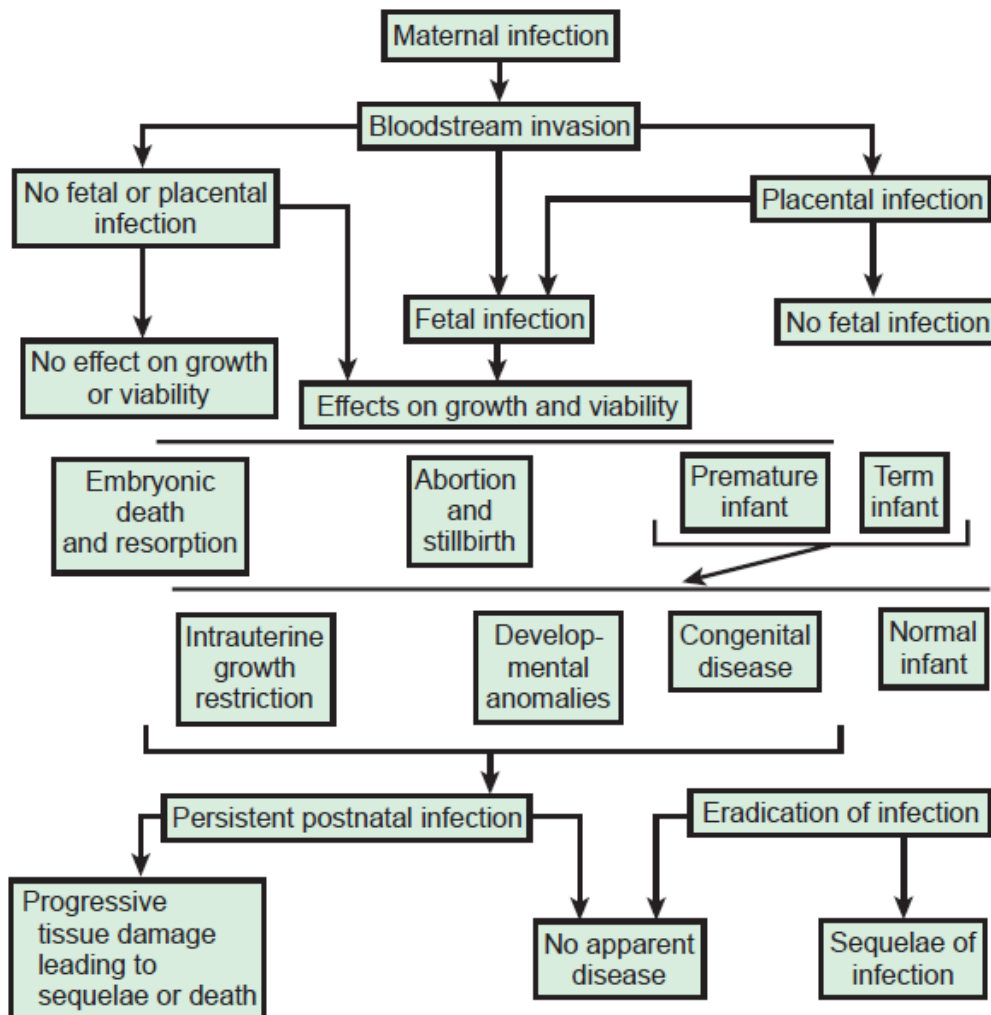 Maternal infection
Bloodstream invasion
No fetal or placental
infection
Placental infection
Fetal infection
No fetal infection
No effect on growth
or viability
Effects on growth and viability
Embryonic
death
and resorption
Abortion
and
stillbirth
Premature
infant
Term
infant
Intrauterine
growth
restriction
Develop-
mental
anomalies
Congenital
disease
Normal
infant
Persistent postnatal infection
Eradication of infection
Progressive
tissue damage
leading to
sequelae or death
No apparent
disease
Sequelae of
infection